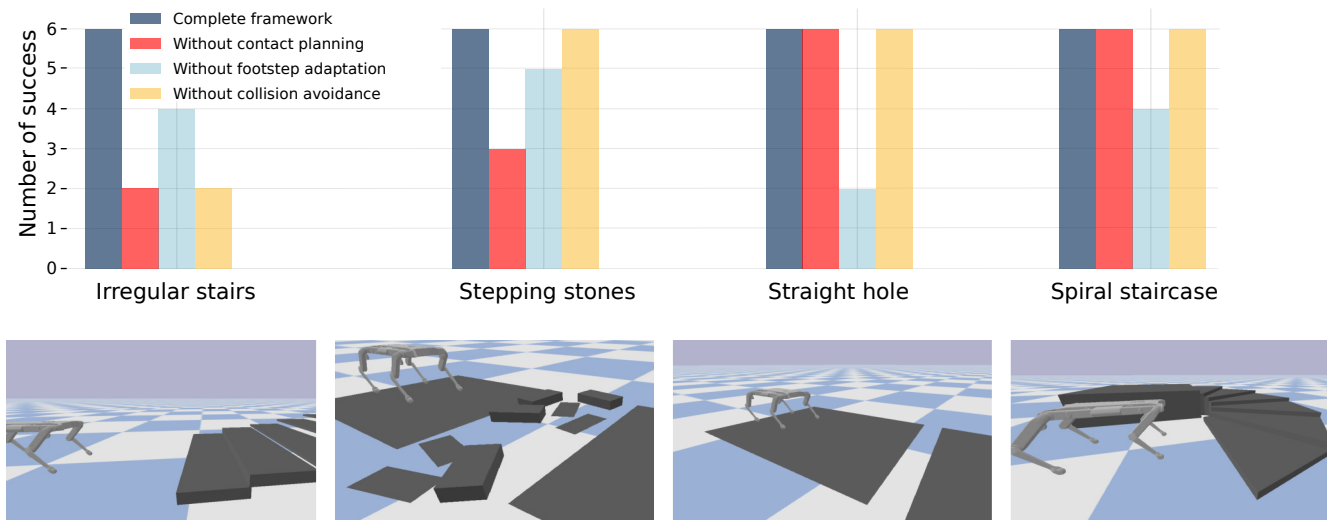 Number of success
6
5
4
3
2
1
0
Complete framework
Without contact planning
Without footstep adaptation
Without collision avoidance
Irregular stairs
Stepping stones
Straight hole
Spiral staircase